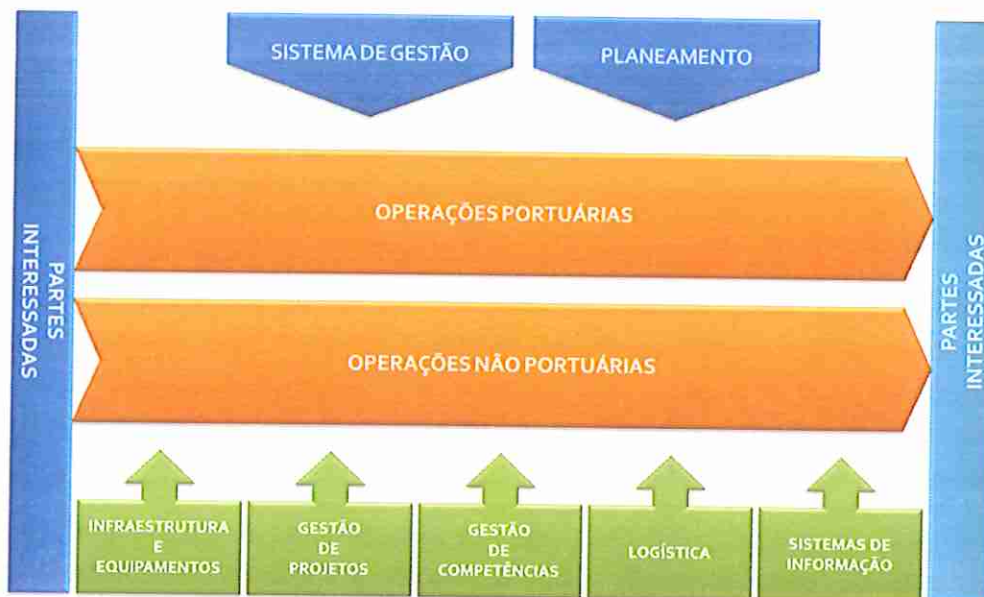 SISTEMA DE GESTÃO
PLANEAMENTO
PARTES
INTERESSADAS
OPERAÇÕES PORTUÁRIAS
OPERAÇÕES NÃO PORTUÁRIAS
PARTES
INTERESSADAS
INFRAESTRUTURA
E
EQUIPAMENTOS
GESTÃO
DE
PROJETOS
GESTÃO
DE
COMPETÊNCIAS
LOGÍSTICA
SISTEMAS DE
INFORMAÇÃO